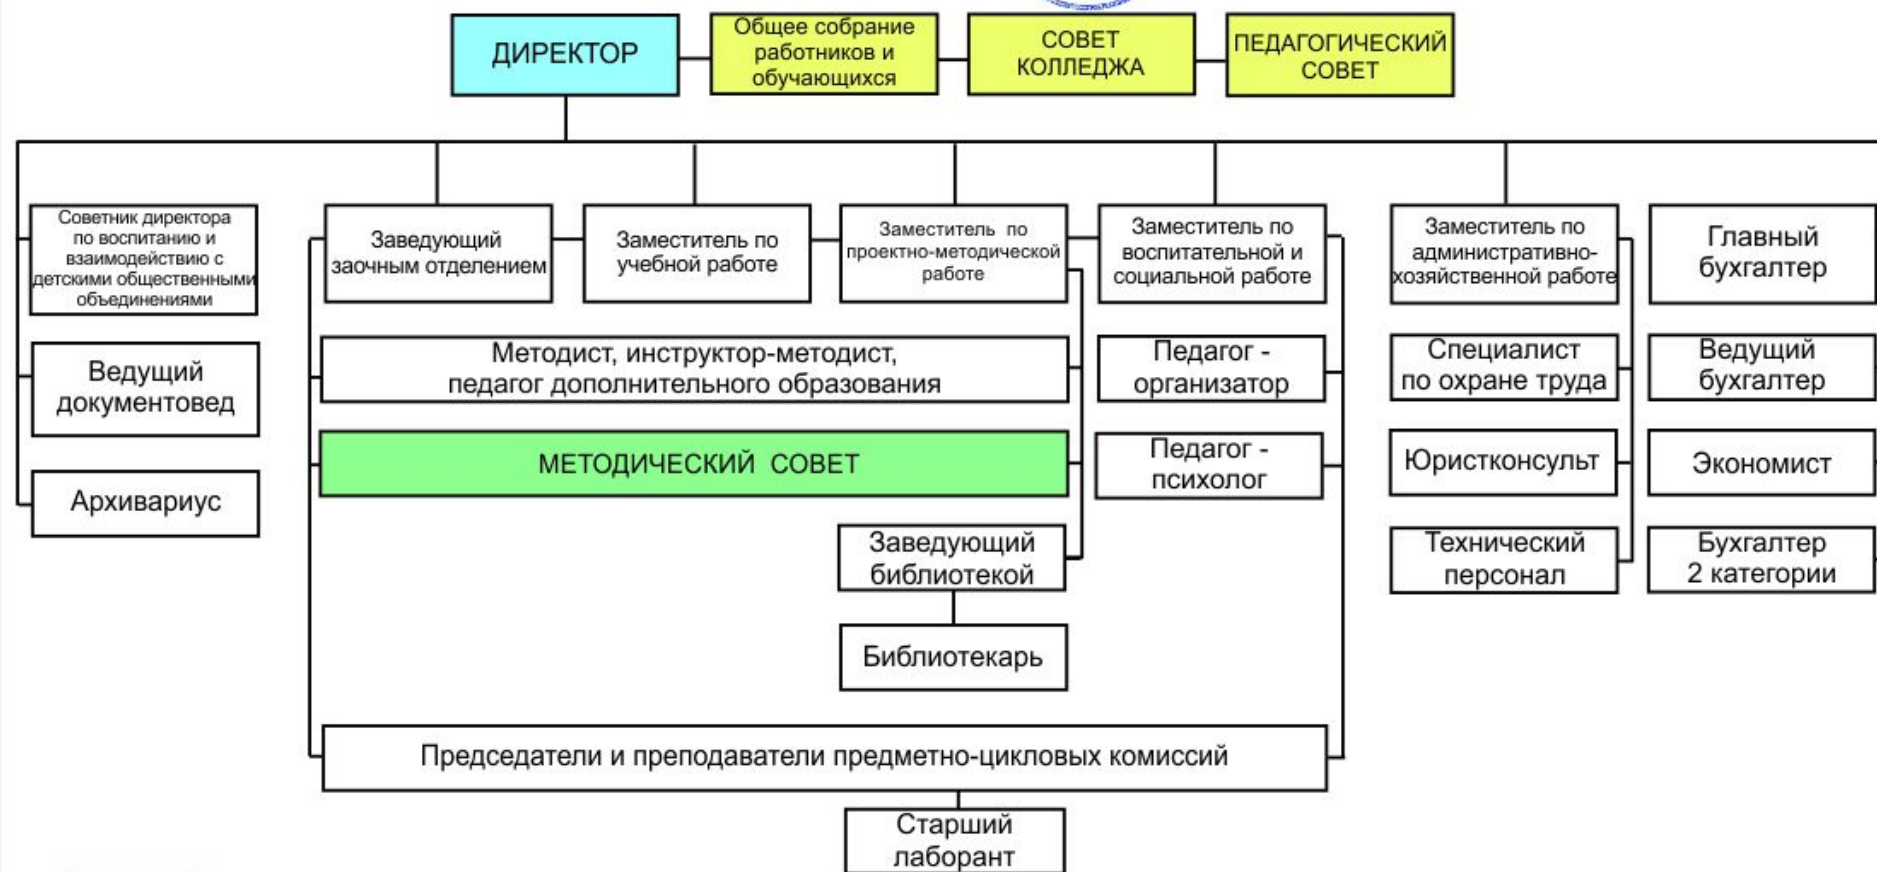 ДИРЕКТОР
Общее собрание
работников и
обучающихся
СОВЕТ
КОЛЛЕДЖА
ПЕДАГОГИЧЕСКИЙ
СОВЕТ
Советник директора
по воспитанию и
взаимодействию с
детскими общественными
объединениями
Заведующий
заочным отделением
Заместитель по
учебной работе
Заместитель по
проектно-методической
работе
Заместитель по
воспитательной и
социальной работе
Заместитель по
административно-
хозяйственной работе
Главный
бухгалтер
Ведущий
документовед
Методист, инструктор-методист,
педагог дополнительного образования
Педагог -
организатор
Специалист
по охране труда
Ведущий
бухгалтер
Архивариус
МЕТОДИЧЕСКИЙ СОВЕТ
Педагог -
психолог
Юристконсульт
Экономист
Заведующий
библиотекой
Технический
персонал
Бухгалтер
2 категории
Библиотекарь
Председатели и преподаватели предметно-цикловых комиссий
Старший
лаборант